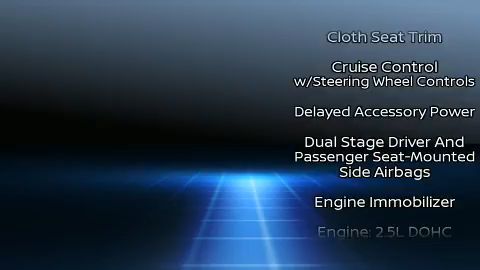 Cloth Seat Trim
Cruise Control
w/Steering Wheel Controls
Delayed Accessory Power
Dual Stage Driver And
Passenger Seat-Mounted
Side Airbags
Engine Immobilizer
Engine: 2.5L DOHC